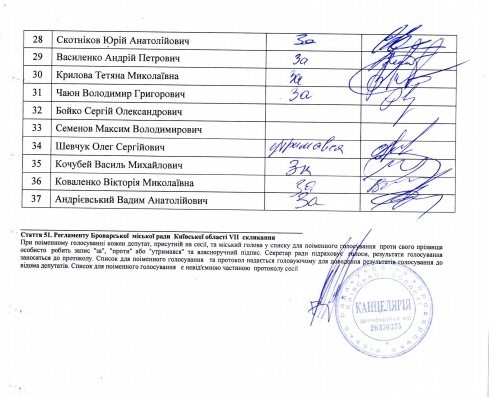 28 Скотніков Юрій Анатолійович За
29 Василенко Андрій Петрович За
30 Крилова Тетяна Миколаївна За
31 Чаюн Володимир Григорович За
32 Бойко Сергій Олександрович
33 Семенов Максим Володимирович
34 Шевчук Олег Сергійович утримався
35 Кочубей Василь Михайлович За
36 Коваленко Вікторія Миколаївна За
37 Андрієвський Вадим Анатолійович За
Стаття 51. Регламенту Броварської міської ради Київської області VII скликання
При поіменному голосуванні кожен депутат, присутній на сесії, та міський голова у списку для поіменного голосування проти свого прізвища
особисто робить запис "за", "проти" або "утримався" та власноручний підпис. Секретар ради підраховує голоси, результати голосування
заносяться до протоколу. Список для поіменного голосування та протокол надається головуючому для доведення результатів голосування до
відома депутатів. Список для поіменного голосування є невід'ємною частиною протоколу сесії
КАНЦЕЛЯРІЯ
26376375